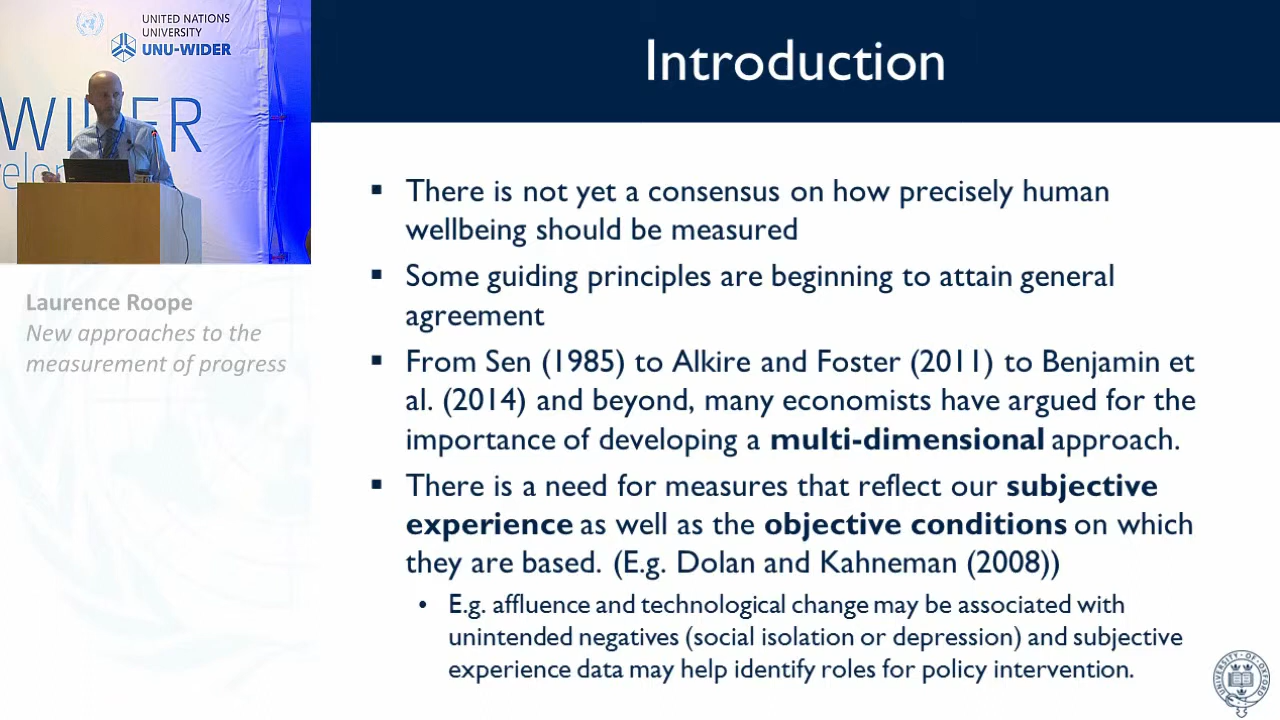 UNITED NATIONS
UNIVERSITY
UNU-WIDER
WIDER
Laurence Roope
New approaches to the
measurement of progress
Introduction
▪ There is not yet a consensus on how precisely human
wellbeing should be measured
▪ Some guiding principles are beginning to attain general
agreement
▪ From Sen (1985) to Alkire and Foster (2011) to Benjamin et
al. (2014) and beyond, many economists have argued for the
importance of developing a multi-dimensional approach.
▪ There is a need for measures that reflect our subjective
experience as well as the objective conditions on which
they are based. (E.g. Dolan and Kahneman (2008))
• E.g. affluence and technological change may be associated with
unintended negatives (social isolation or depression) and subjective
experience data may help identify roles for policy intervention.
UNIVERSITY OF OXFORD